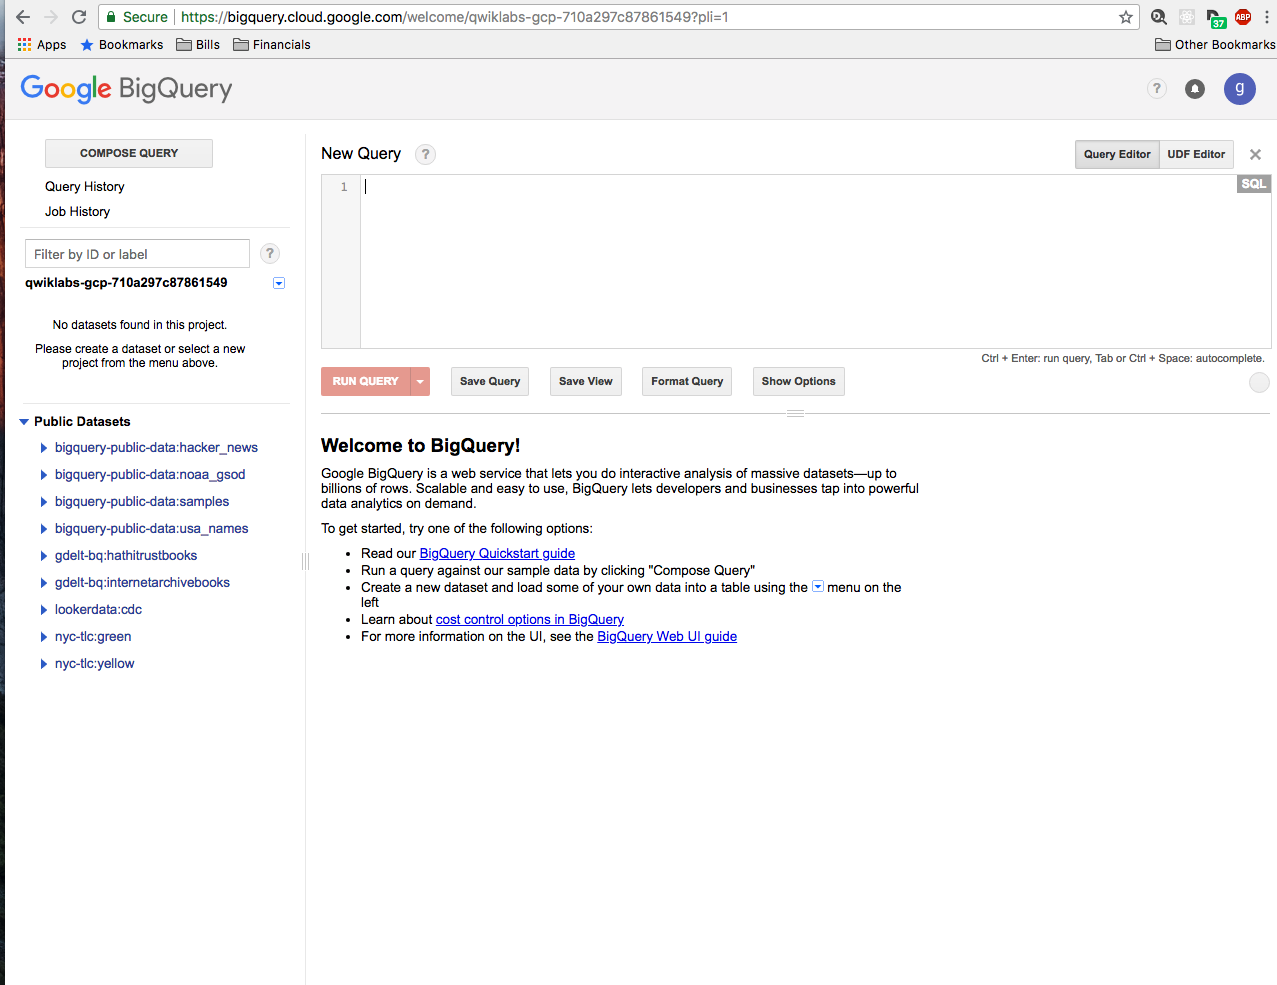 Secure https://bigquery.cloud.google.com/welcome/qwiklabs-gcp-710a297c87861549?pli=1
37
ABP
Apps Bookmarks Bills Financials Other Bookmarks
Google BigQuery
? g
COMPOSE QUERY
Query History
Job History
Filter by ID or label ?
qwiklabs-gcp-710a297c87861549
No datasets found in this project.
Please create a dataset or select a new
project from the menu above.
Public Datasets
bigquery-public-data:hacker_news
bigquery-public-data:noaa_gsod
bigquery-public-data:samples
bigquery-public-data:usa_names
gdelt-bq:hathitrustbooks
gdelt-bq:internetarchivebooks
lookerdata:cdc
nyc-tlc:green
nyc-tlc:yellow
New Query ? Query Editor UDF Editor
1
SQL
Ctrl + Enter: run query, Tab or Ctrl + Space: autocomplete.
RUN QUERY Save Query Save View Format Query Show Options
Welcome to BigQuery!
Google BigQuery is a web service that lets you do interactive analysis of massive datasets—up to
billions of rows. Scalable and easy to use, BigQuery lets developers and businesses tap into powerful
data analytics on demand.
To get started, try one of the following options:
• Read our BigQuery Quickstart guide
• Run a query against our sample data by clicking "Compose Query"
• Create a new dataset and load some of your own data into a table using the menu on the
left
• Learn about cost control options in BigQuery
• For more information on the UI, see the BigQuery Web UI guide